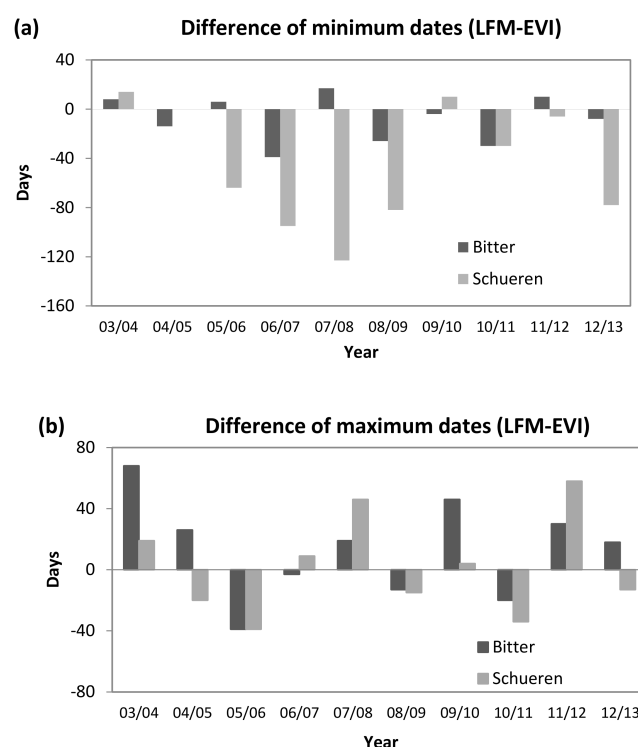 (a) Difference of minimum dates (LFM-EVI)
40
0
-40
-80
-120
-160
Days
Bitter
Schueren
03/04 04/05 05/06 06/07 07/08 08/09 09/10 10/11 11/12 12/13
Year
(b) Difference of maximum dates (LFM-EVI)
80
40
0
-40
-80
Days
Bitter
Schueren
03/04 04/05 05/06 06/07 07/08 08/09 09/10 10/11 11/12 12/13
Year